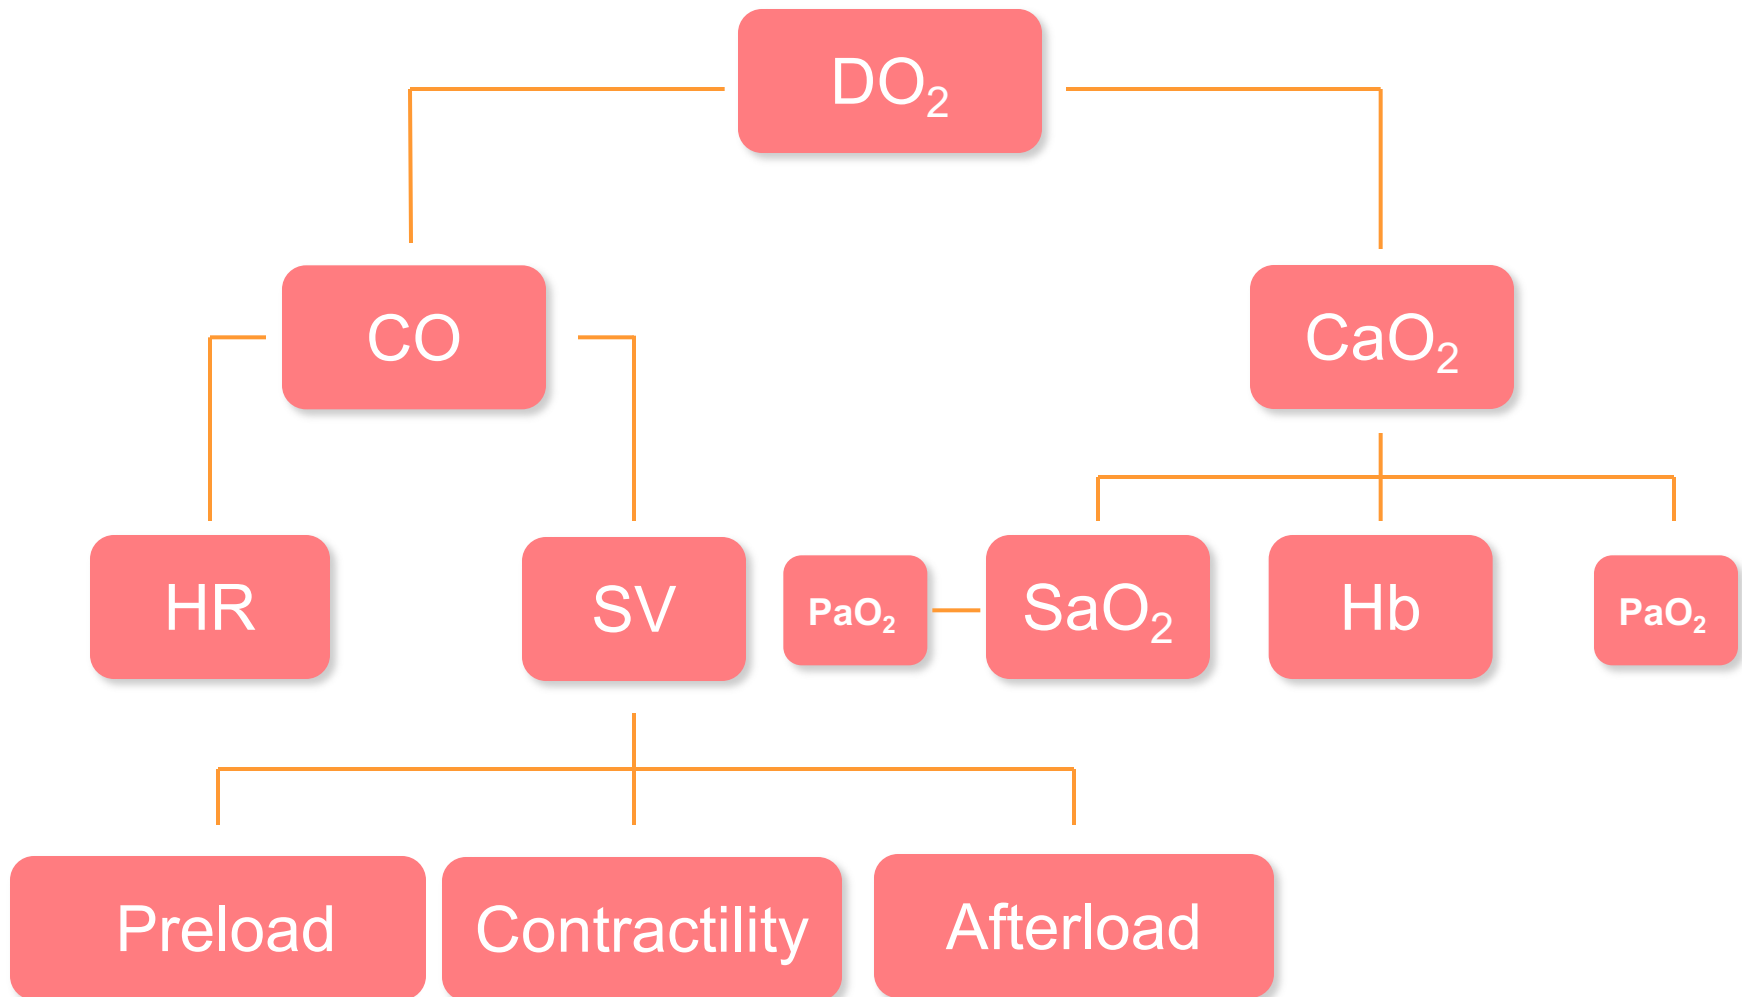 DO₂
CO
CaO₂
HR
SV
PaO₂
SaO₂
Hb
PaO₂
Preload
Contractility
Afterload